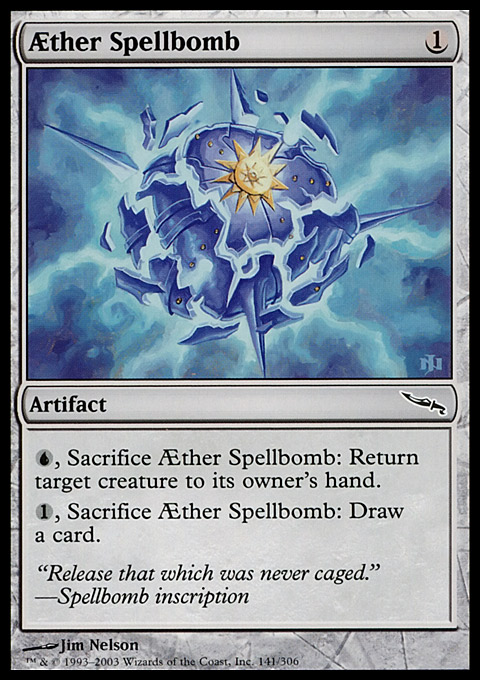 Æther Spellbomb 1
Artifact
, Sacrifice Æther Spellbomb: Return
target creature to its owner's hand.
1, Sacrifice Æther Spellbomb: Draw
a card.
"Release that which was never caged."
—Spellbomb inscription
Jim Nelson
™ & © 1993–2003 Wizards of the Coast, Inc. 141/306